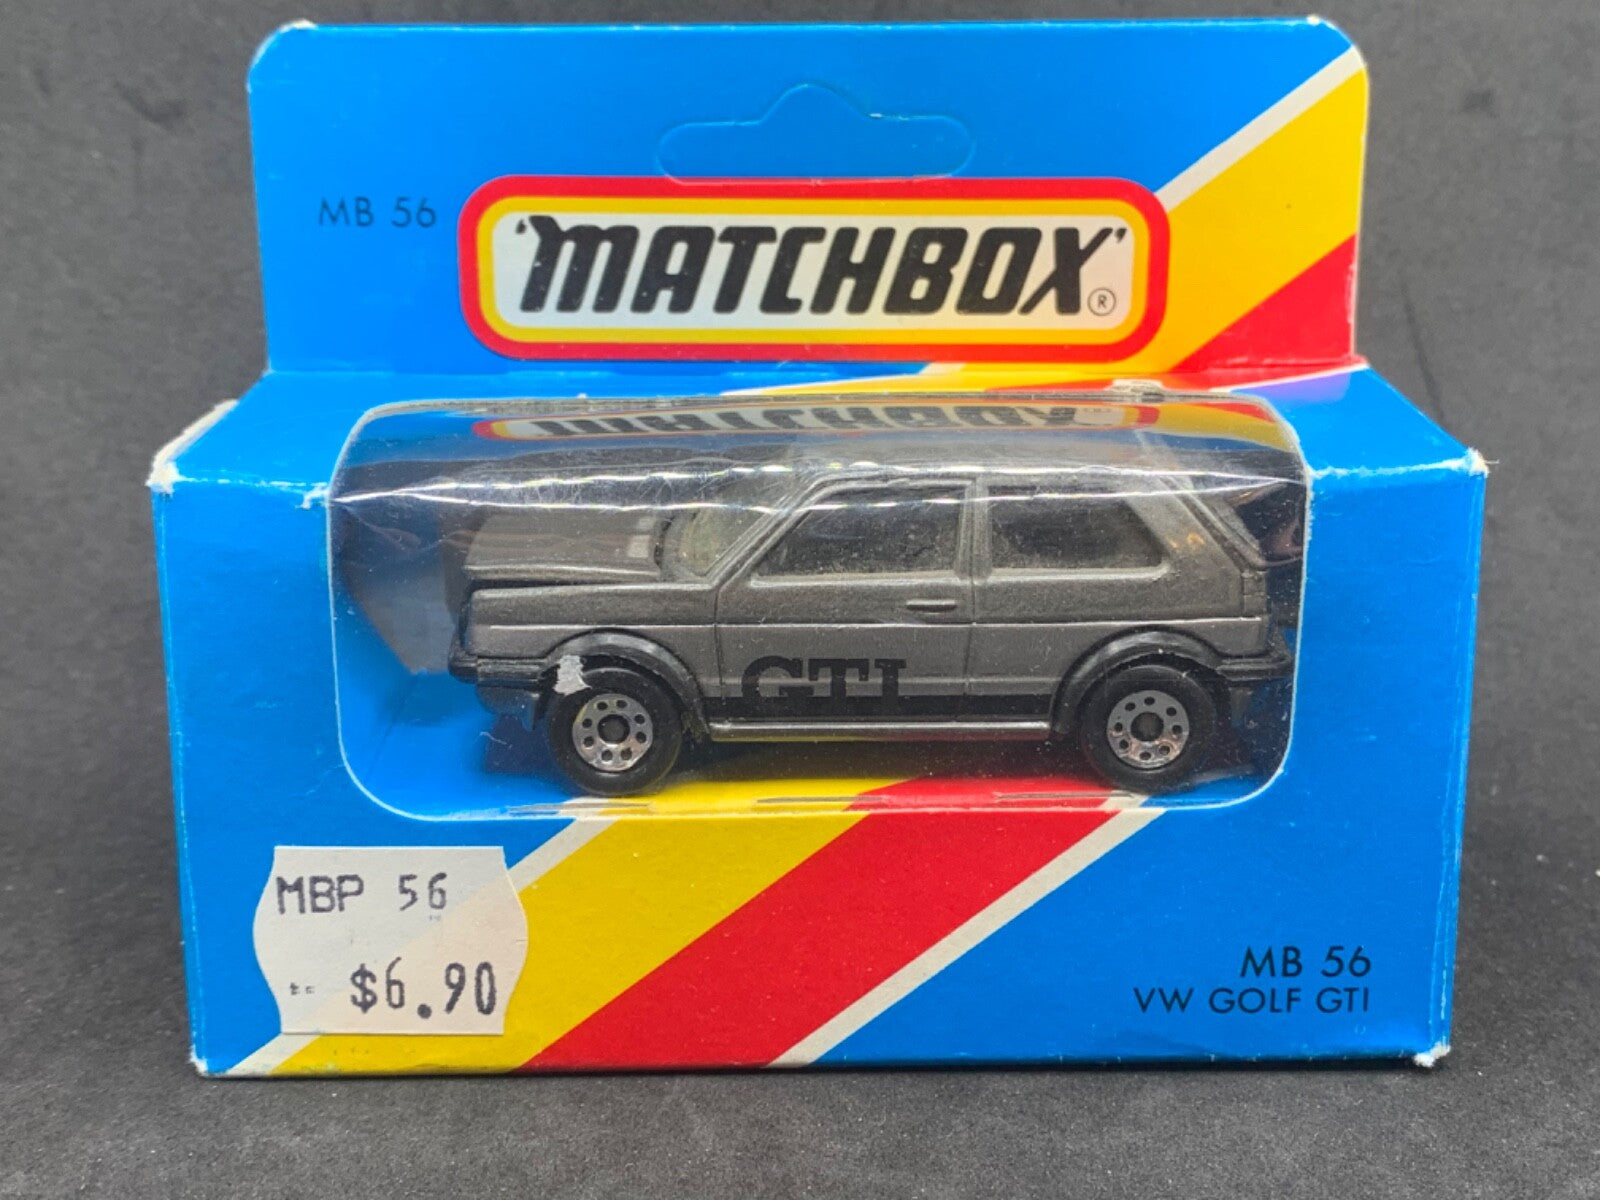 MB 56
'MATCHBOX'®
GTI
MBP 56
$6.90
MB 56
VW GOLF GTI